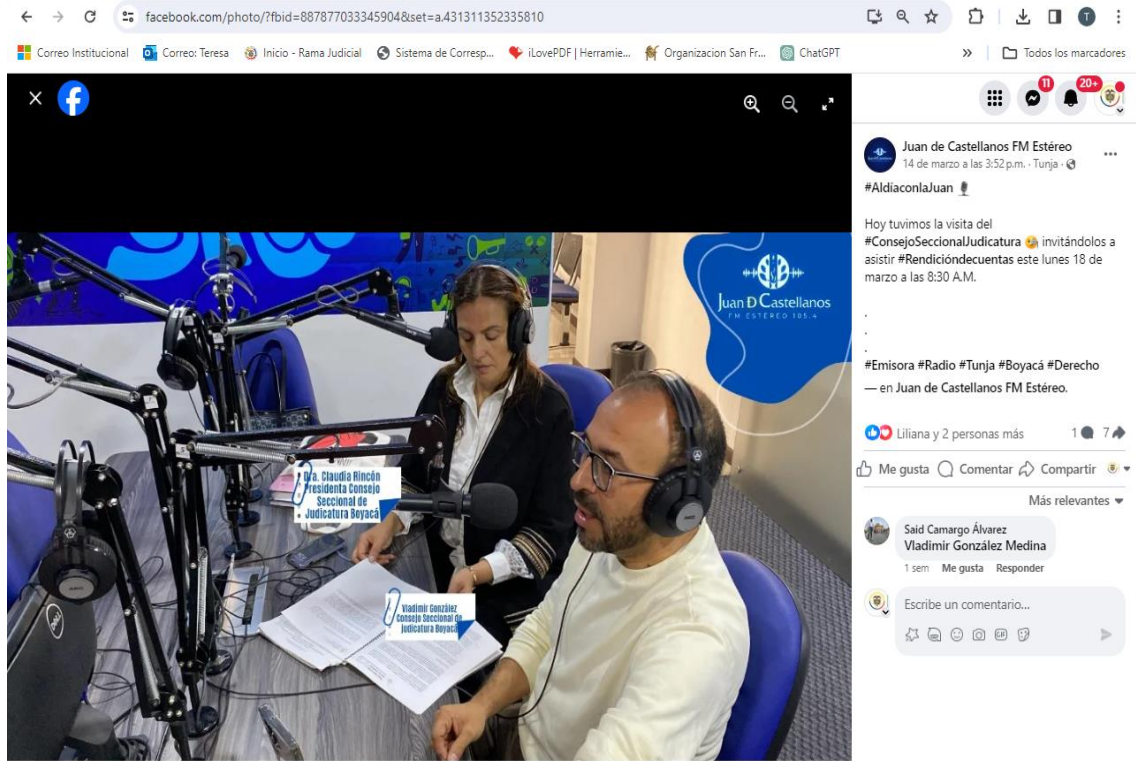 facebook.com/photo/?fbid=887877033345904&set=a.431311352335810
T
Correo Institucional
Correo: Teresa
Inicio - Rama Judicial
Sistema de Corresp...
iLovePDF | Herramie...
Organizacion San Fr...
ChatGPT
»
Todos los marcadores
11
20+
Juan de Castellanos FM Estéreo
14 de marzo a las 3:52 p.m. · Tunja ·
#AldíaconlaJuan
Hoy tuvimos la visita del
#ConsejoSeccionalJudicatura invitándolos a
asistir #Rendicióndecuentas este lunes 18 de
marzo a las 8:30 A.M.
.
.
.
#Emisora #Radio #Tunja #Boyacá #Derecho
— en Juan de Castellanos FM Estéreo.
Liliana y 2 personas más
1
7
Me gusta
Comentar
Compartir
Más relevantes
Said Camargo Álvarez
Vladimir González Medina
1 sem Me gusta Responder
Escribe un comentario...
GIF
Juan D Castellanos
FM ESTÉREO 105.4
Dra. Claudia Rincón
Presidenta Consejo
Seccional de
Judicatura Boyacá
Vladimir González
Consejo Seccional de
Judicatura Boyacá
DELL